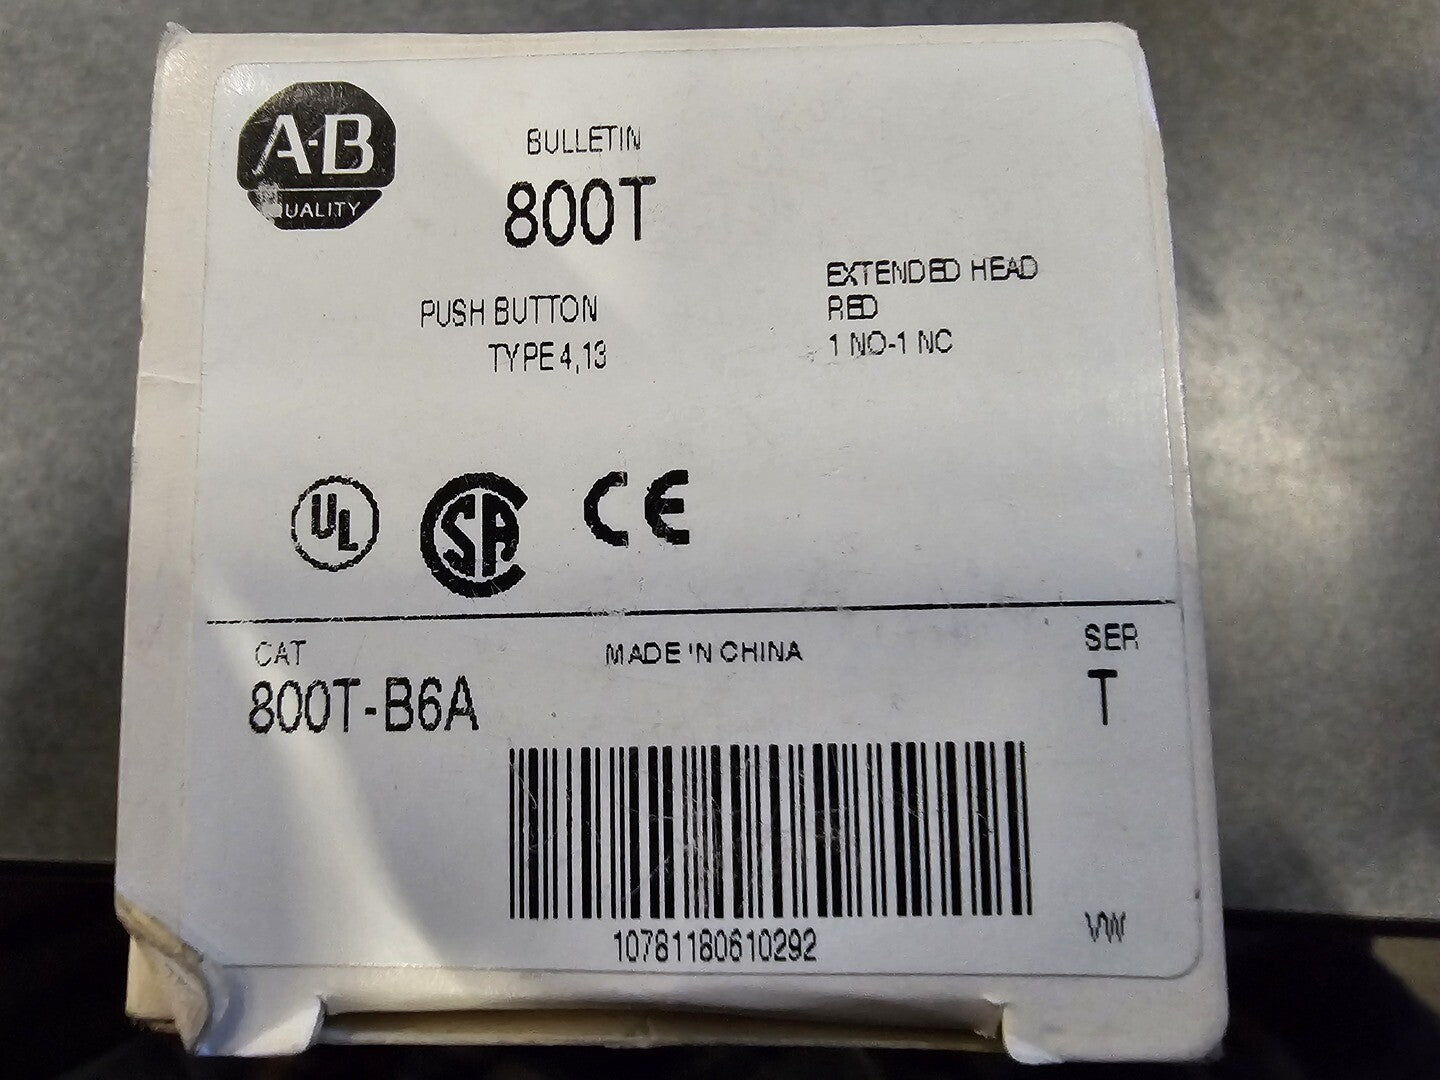 A-B
QUALITY
BULLETIN
800T
PUSH BUTTON
TYPE 4,13
EXTENDED HEAD
RED
1 NO-1 NC
UL
SA
CE
CAT
800T-B6A
MADE IN CHINA
SER
T
10781180610292
VW